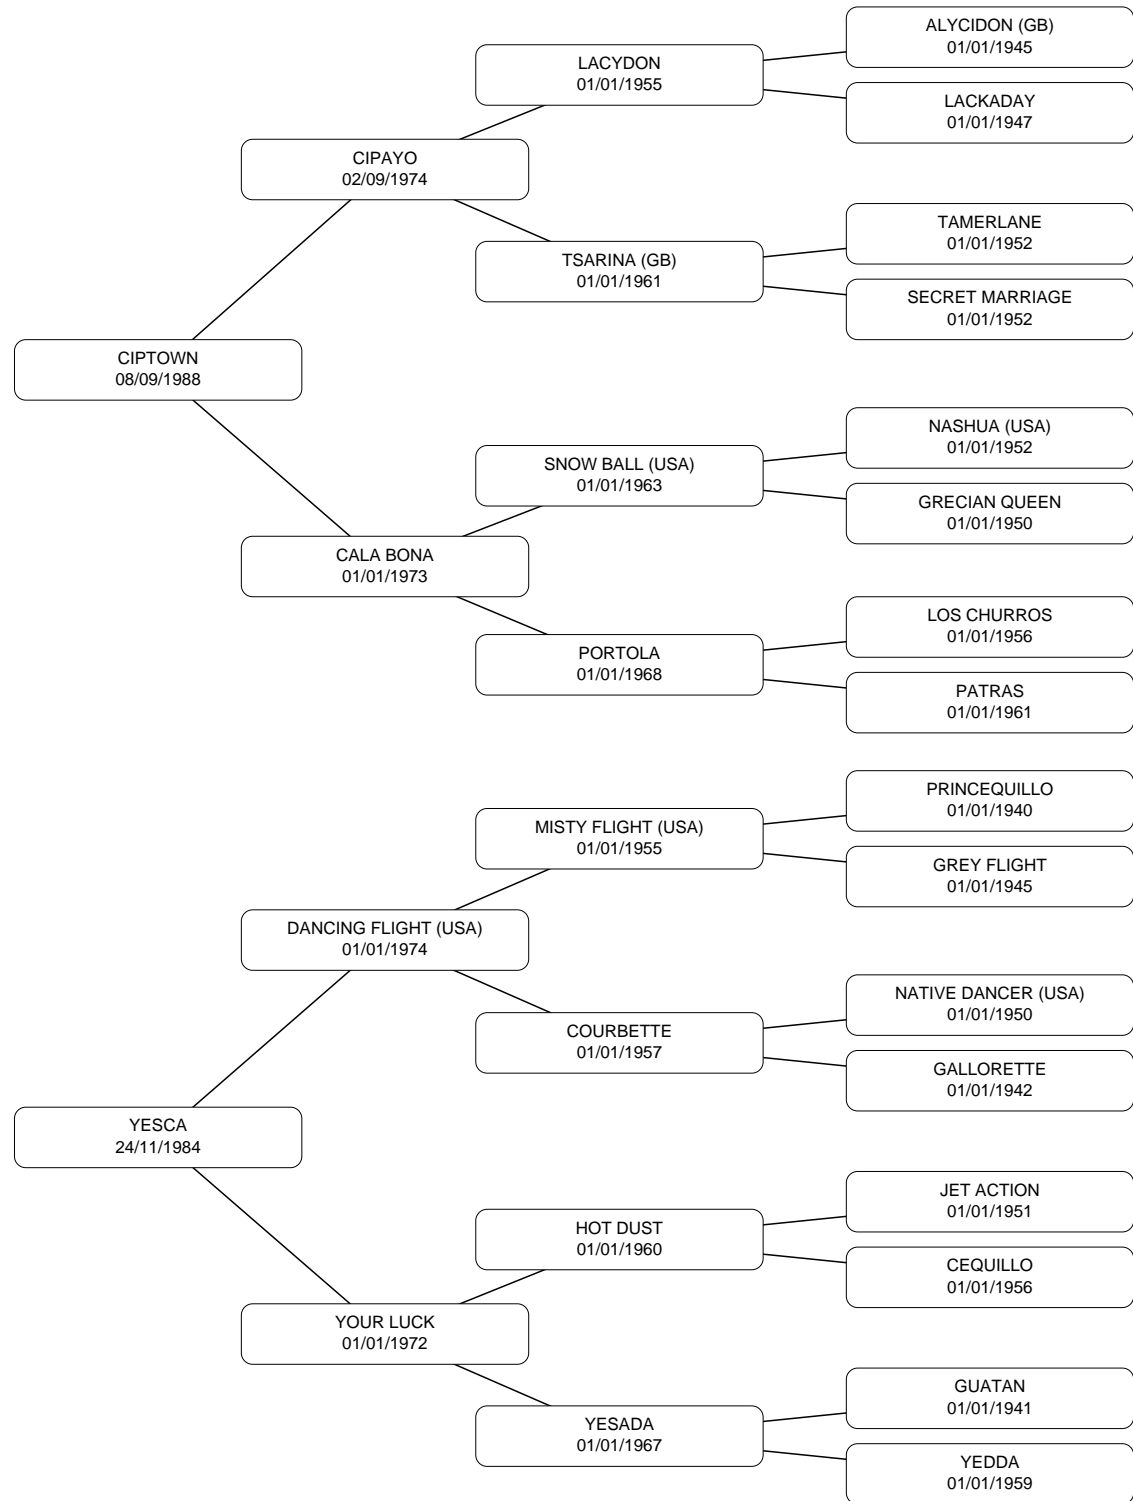 ALYCIDON (GB)
01/01/1945
LACYDON
01/01/1955
LACKADAY
01/01/1947
CIPAYO
02/09/1974
TAMERLANE
01/01/1952
TSARINA (GB)
01/01/1961
SECRET MARRIAGE
01/01/1952
CIPTOWN
08/09/1988
NASHUA (USA)
01/01/1952
SNOW BALL (USA)
01/01/1963
GRECIAN QUEEN
01/01/1950
CALA BONA
01/01/1973
LOS CHURROS
01/01/1956
PORTOLA
01/01/1968
PATRAS
01/01/1961
PRINCEQUILLO
01/01/1940
MISTY FLIGHT (USA)
01/01/1955
GREY FLIGHT
01/01/1945
DANCING FLIGHT (USA)
01/01/1974
NATIVE DANCER (USA)
01/01/1950
COURBETTE
01/01/1957
GALLORETTE
01/01/1942
YESCA
24/11/1984
JET ACTION
01/01/1951
HOT DUST
01/01/1960
CEQUILLO
01/01/1956
YOUR LUCK
01/01/1972
GUATAN
01/01/1941
YESADA
01/01/1967
YEDDA
01/01/1959